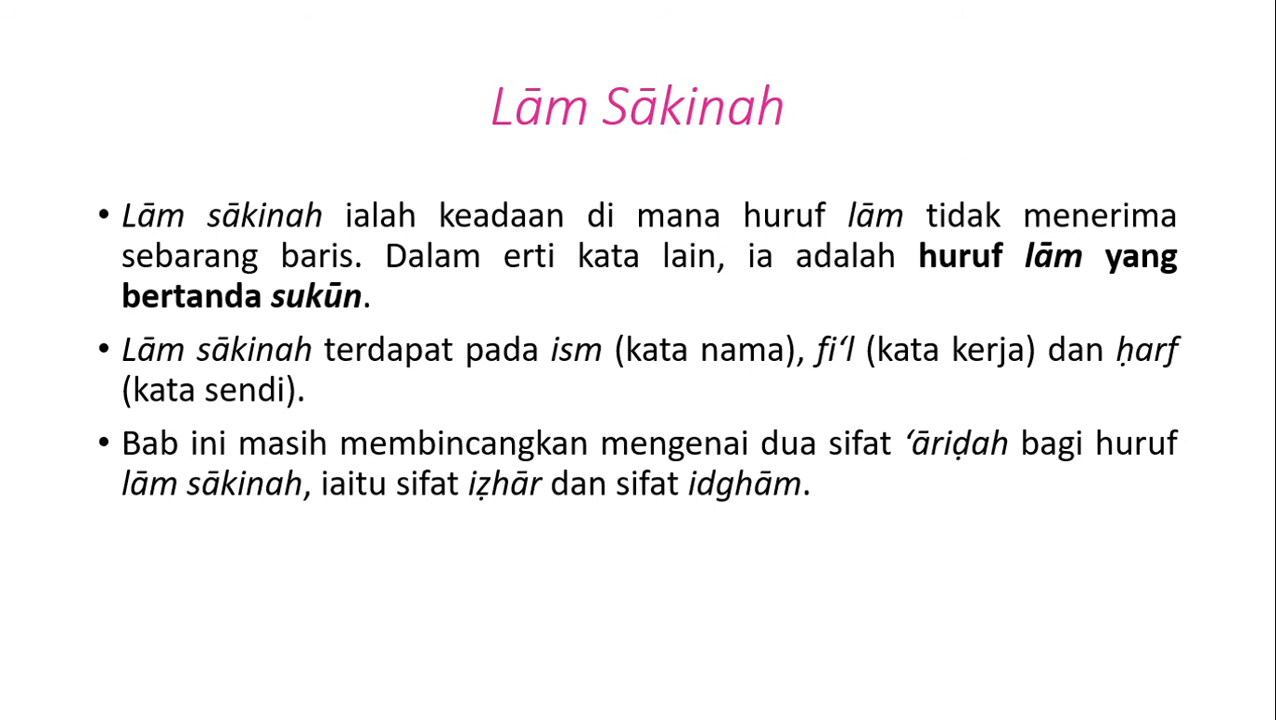 Lām Sākinah
• Lām sākinah ialah keadaan di mana huruf lām tidak menerima
sebarang baris. Dalam erti kata lain, ia adalah huruf lām yang
bertanda sukūn.
• Lām sākinah terdapat pada ism (kata nama), fi‘l (kata kerja) dan ḥarf
(kata sendi).
• Bab ini masih membincangkan mengenai dua sifat ‘āriḍah bagi huruf
lām sākinah, iaitu sifat iẓhār dan sifat idghām.